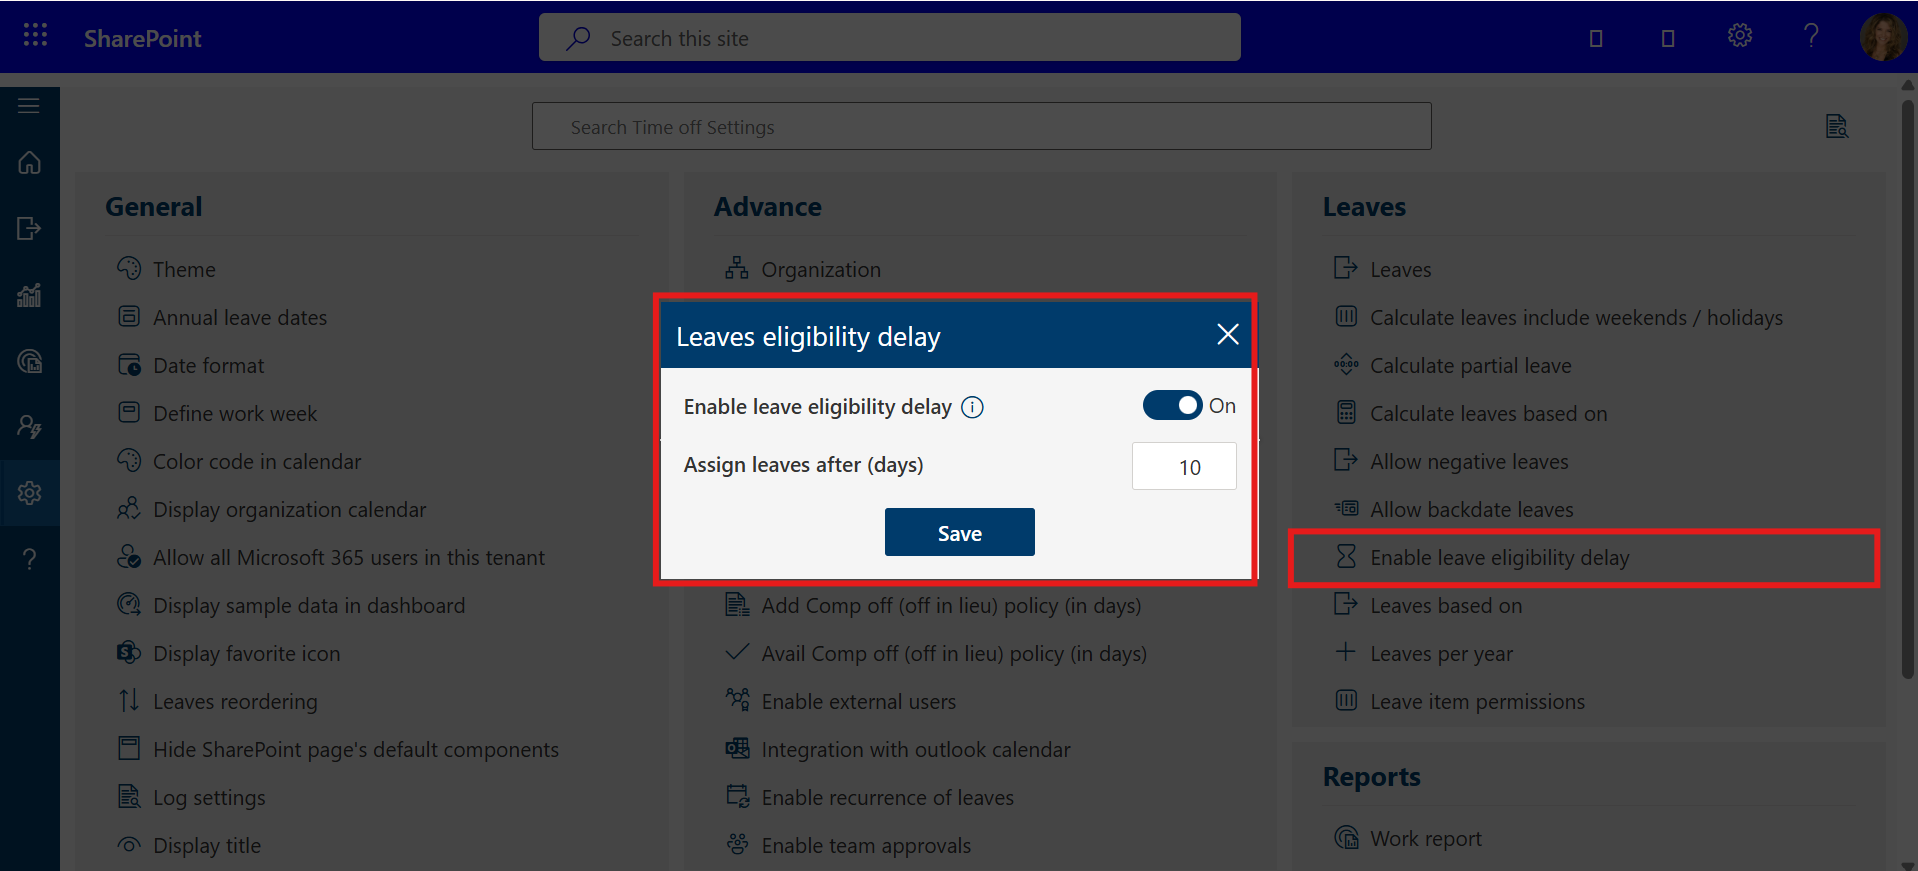 SharePoint
Search this site
Search Time off Settings
General
Theme
Annual leave dates
Date format
Define work week
Color code in calendar
Display organization calendar
Allow all Microsoft 365 users in this tenant
Display sample data in dashboard
Display favorite icon
Leaves reordering
Hide SharePoint page's default components
Log settings
Display title
Advance
Organization
Leaves eligibility delay
Enable leave eligibility delay
On
Assign leaves after (days)
10
Save
Add Comp off (off in lieu) policy (in days)
Avail Comp off (off in lieu) policy (in days)
Enable external users
Integration with outlook calendar
Enable recurrence of leaves
Enable team approvals
Leaves
Leaves
Calculate leaves include weekends / holidays
Calculate partial leave
Calculate leaves based on
Allow negative leaves
Allow backdate leaves
Enable leave eligibility delay
Leaves based on
Leaves per year
Leave item permissions
Reports
Work report